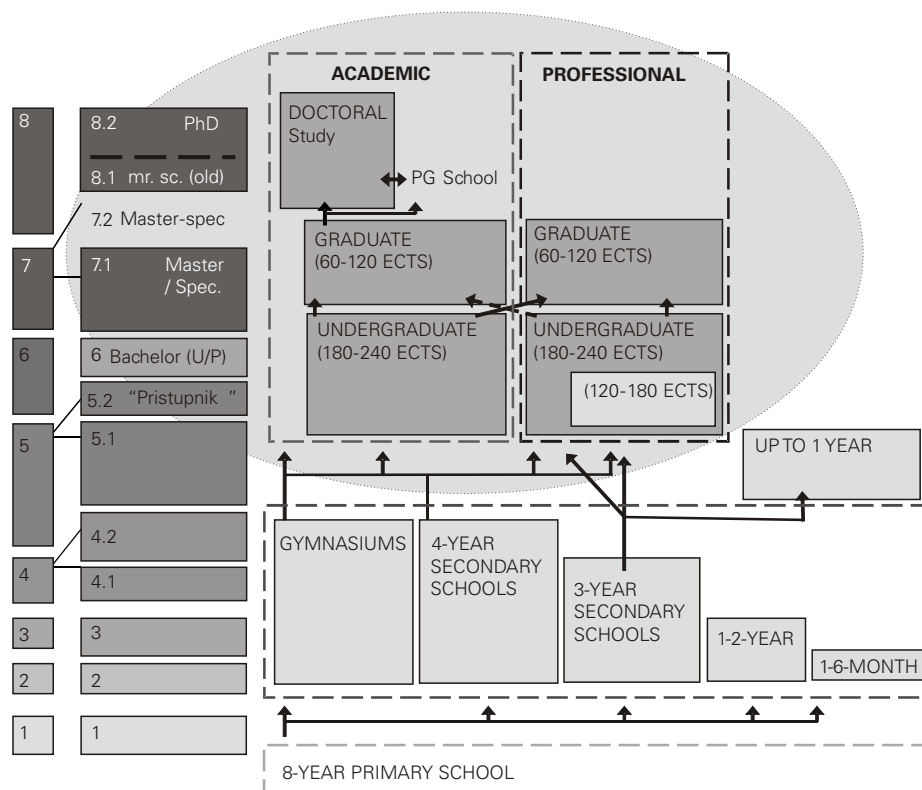 ACADEMIC
PROFESSIONAL
8
8.2 PhD
8.1 mr. sc. (old)
7.2 Master-spec
7
7.1 Master
/ Spec.
6
6 Bachelor (U/P)
5.2 "Pristupnik "
5
5.1
4.2
4
4.1
3
3
2
2
1
1
DOCTORAL
Study
PG School
GRADUATE
(60-120 ECTS)
GRADUATE
(60-120 ECTS)
UNDERGRADUATE
(180-240 ECTS)
UNDERGRADUATE
(180-240 ECTS)
(120-180 ECTS)
UP TO 1 YEAR
GYMNASIUMS
4-YEAR
SECONDARY
SCHOOLS
3-YEAR
SECONDARY
SCHOOLS
1-2-YEAR
1-6-MONTH
8-YEAR PRIMARY SCHOOL